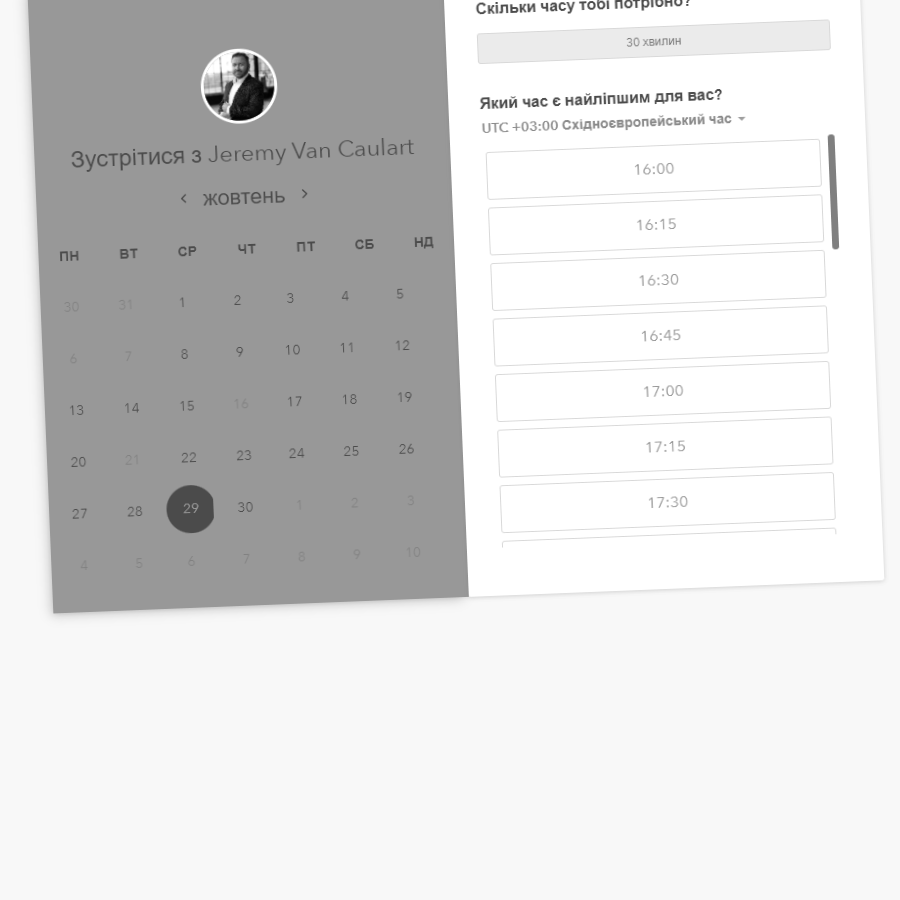 Зустрітися з Jeremy Van Caulart
жовтень
ПН ВТ СР ЧТ ПТ СБ НД
30 31 1 2 3 4 5
6 7 8 9 10 11 12
13 14 15 16 17 18 19
20 21 22 23 24 25 26
27 28 29 30 1 2 3
4 5 6 7 8 9 10
Скільки часу тобі потрібно?
30 хвилин
Який час є найліпшим для вас?
UTC +03:00 Східноєвропейський час
16:00
16:15
16:30
16:45
17:00
17:15
17:30